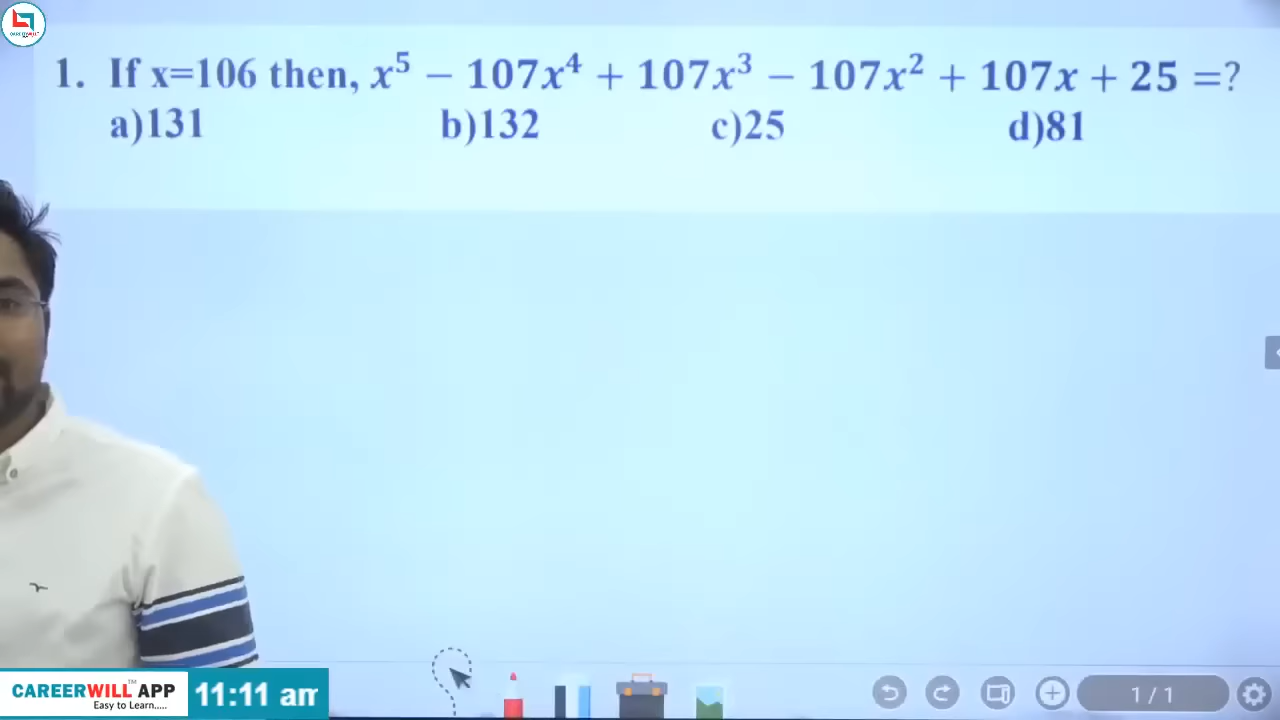 CAREERWILL
1. If x=106 then, x⁵ − 107x⁴ + 107x³ − 107x² + 107x + 25 =?
a)131 b)132 c)25 d)81
CAREERWILL™ APP
Easy to Learn.....
11:11 am
1 / 1